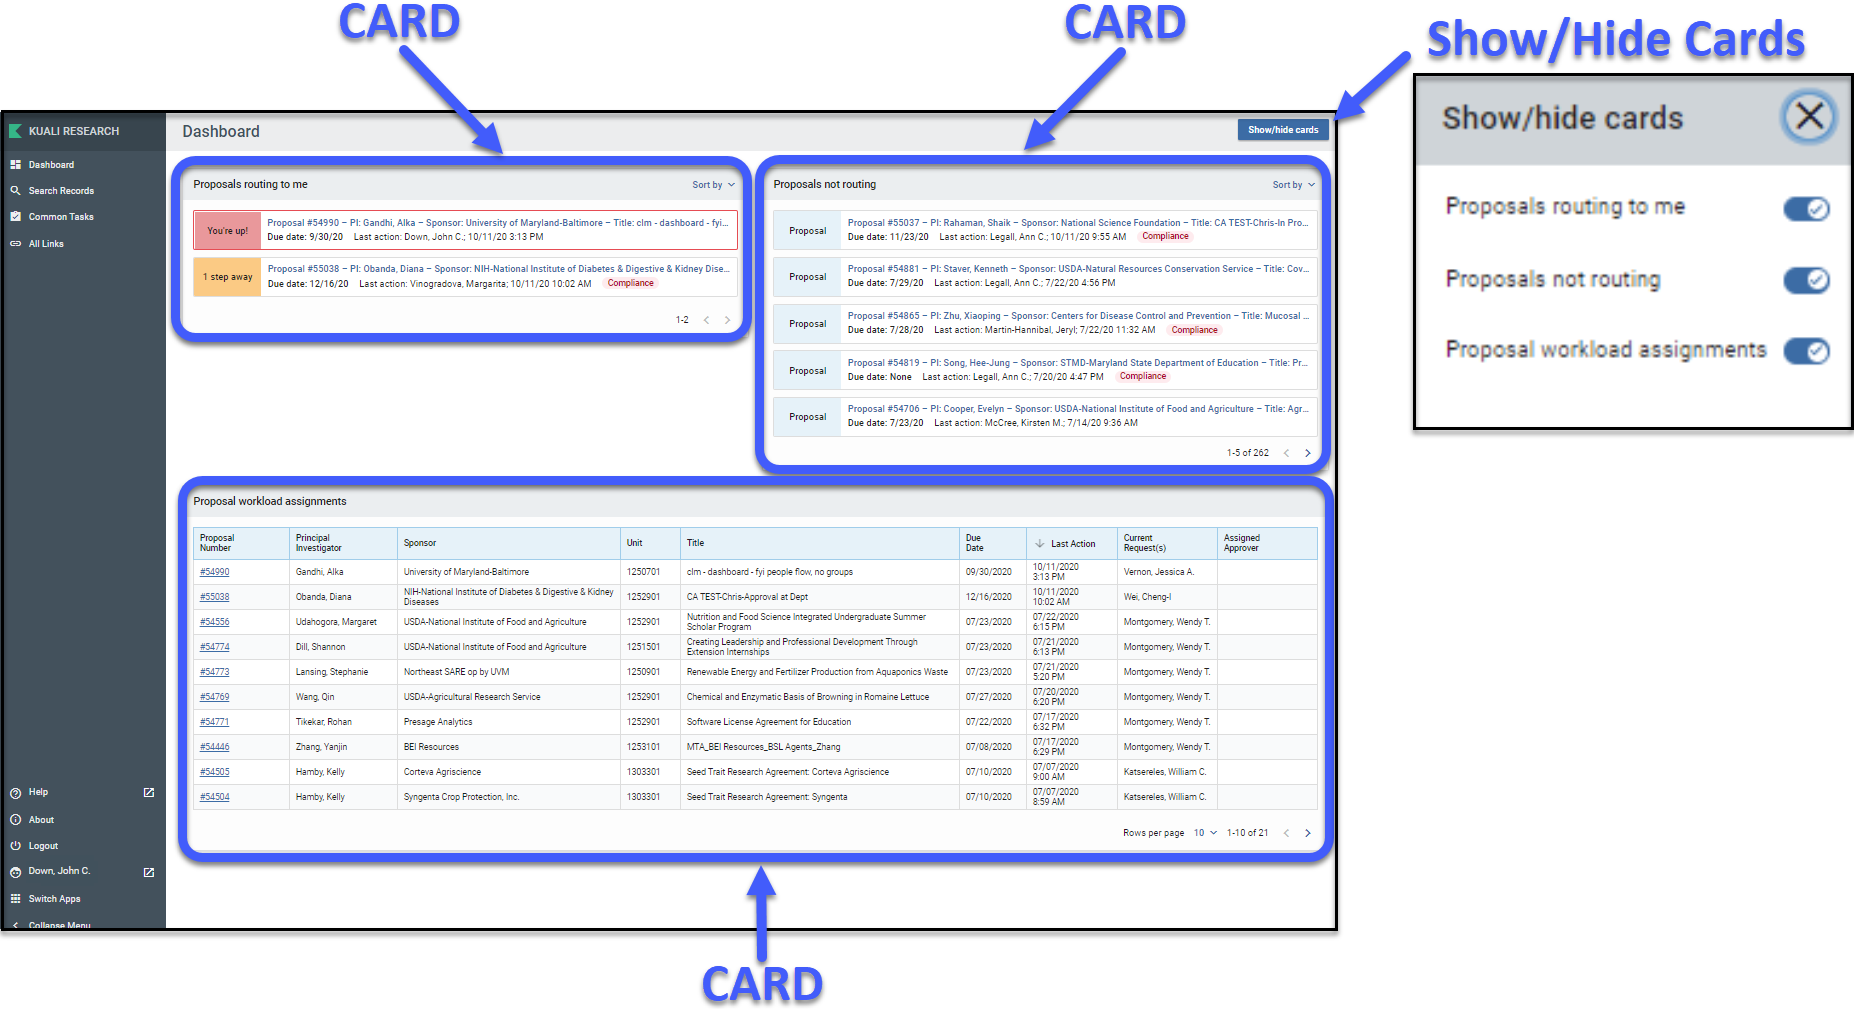 CARD
CARD
Show/Hide Cards
KUALI RESEARCH
Dashboard
Search Records
Common Tasks
All Links
Help
About
Logout
Down, John C.
Switch Apps
Collapse Menu
Dashboard
Show/hide cards
Proposals routing to me
Sort by
You're up!
Proposal #54990 – PI: Gandhi, Alka – Sponsor: University of Maryland-Baltimore – Title: clm - dashboard - fyi...
Due date: 9/30/20 Last action: Down, John C.; 10/11/20 3:13 PM
1 step away
Proposal #55038 – PI: Obanda, Diana – Sponsor: NIH-National Institute of Diabetes & Digestive & Kidney Dise...
Due date: 12/16/20 Last action: Vinogradova, Margarita; 10/11/20 10:02 AM Compliance
1-2
Proposals not routing
Sort by
Proposal
Proposal #55037 – PI: Rahaman, Shaik – Sponsor: National Science Foundation – Title: CA TEST-Chris-In Pro...
Due date: 11/23/20 Last action: Legall, Ann C.; 10/11/20 9:55 AM Compliance
Proposal
Proposal #54881 – PI: Staver, Kenneth – Sponsor: USDA-Natural Resources Conservation Service – Title: Cov...
Due date: 7/29/20 Last action: Legall, Ann C.; 7/22/20 4:56 PM
Proposal
Proposal #54865 – PI: Zhu, Xiaoping – Sponsor: Centers for Disease Control and Prevention – Title: Mucosal ...
Due date: 7/28/20 Last action: Martin-Hannibal, Jeryl; 7/22/20 11:32 AM Compliance
Proposal
Proposal #54819 – PI: Song, Hee-Jung – Sponsor: STMD-Maryland State Department of Education – Title: Pr...
Due date: None Last action: Legall, Ann C.; 7/20/20 4:47 PM Compliance
Proposal
Proposal #54706 – PI: Cooper, Evelyn – Sponsor: USDA-National Institute of Food and Agriculture – Title: Agr...
Due date: 7/23/20 Last action: McCree, Kirsten M.; 7/14/20 9:36 AM
1-5 of 262
Proposal workload assignments
Proposal Number Principal Investigator Sponsor Unit Title Due Date Last Action Current Request(s) Assigned Approver
#54990 Gandhi, Alka University of Maryland-Baltimore 1250701 clm - dashboard - fyi people flow, no groups 09/30/2020 10/11/2020 3:13 PM Vernon, Jessica A.
#55038 Obanda, Diana NIH-National Institute of Diabetes & Digestive & Kidney Diseases 1252901 CA TEST-Chris-Approval at Dept 12/16/2020 10/11/2020 10:02 AM Wei, Cheng-I
#54556 Udahogora, Margaret USDA-National Institute of Food and Agriculture 1252901 Nutrition and Food Science Integrated Undergraduate Summer Scholar Program 07/23/2020 07/22/2020 6:15 PM Montgomery, Wendy T.
#54774 Dill, Shannon USDA-National Institute of Food and Agriculture 1251501 Creating Leadership and Professional Development Through Extension Internships 07/23/2020 07/21/2020 6:13 PM Montgomery, Wendy T.
#54773 Lansing, Stephanie Northeast SARE op by UVM 1250901 Renewable Energy and Fertilizer Production from Aquaponics Waste 07/23/2020 07/21/2020 5:20 PM Montgomery, Wendy T.
#54769 Wang, Qin USDA-Agricultural Research Service 1252901 Chemical and Enzymatic Basis of Browning in Romaine Lettuce 07/27/2020 07/20/2020 6:20 PM Montgomery, Wendy T.
#54771 Tikekar, Rohan Presage Analytics 1252901 Software License Agreement for Education 07/22/2020 07/17/2020 6:32 PM Montgomery, Wendy T.
#54446 Zhang, Yanjin BEI Resources 1253101 MTA_BEI Resources_BSL Agents_Zhang 07/08/2020 07/17/2020 6:29 PM Montgomery, Wendy T.
#54505 Hamby, Kelly Corteva Agriscience 1303301 Seed Trait Research Agreement: Corteva Agriscience 07/10/2020 07/07/2020 9:00 AM Katsereles, William C.
#54504 Hamby, Kelly Syngenta Crop Protection, Inc. 1303301 Seed Trait Research Agreement: Syngenta 07/10/2020 07/07/2020 8:59 AM Katsereles, William C.
Rows per page 10 1-10 of 21
Show/hide cards
Proposals routing to me
Proposals not routing
Proposal workload assignments
CARD